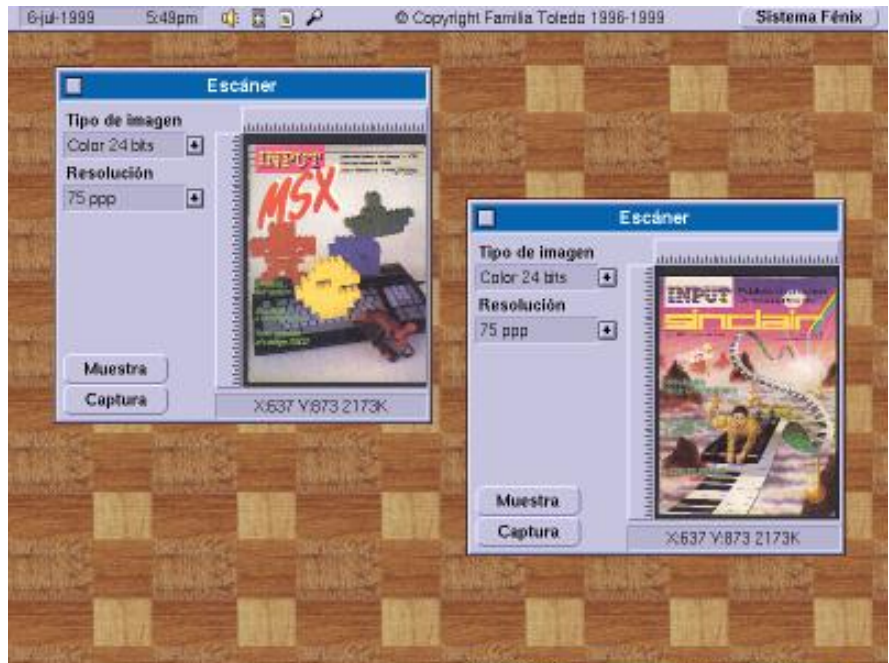 6-jul-1999 5:49pm © Copyright Familia Toledo 1996-1999 Sistema Fénix
Escáner
Tipo de imagen
Color 24 bits
Resolución
75 ppp
INPUT
MSX
Muestra
Captura
X:637 Y:873 2173K
Escáner
Tipo de imagen
Color 24 bits
Resolución
75 ppp
INPUT
sinclair
Muestra
Captura
X:637 Y:873 2173K